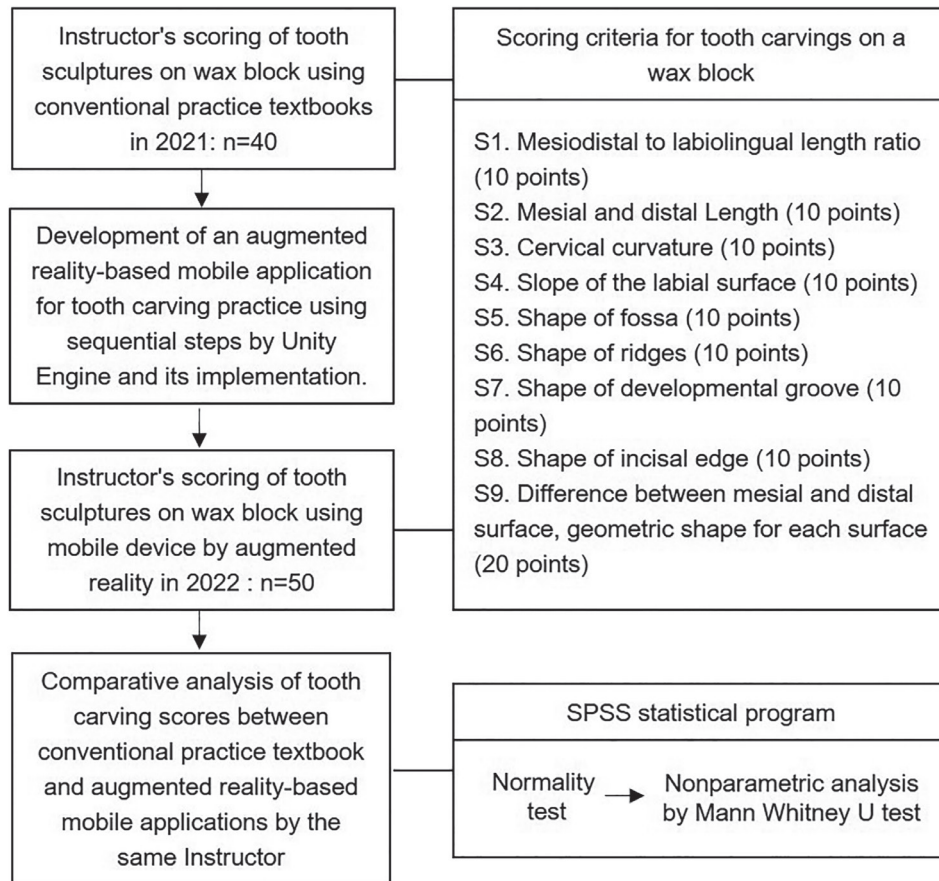 Instructor's scoring of tooth
sculptures on wax block using
conventional practice textbooks
in 2021: n=40
Development of an augmented
reality-based mobile application
for tooth carving practice using
sequential steps by Unity
Engine and its implementation.
Instructor's scoring of tooth
sculptures on wax block using
mobile device by augmented
reality in 2022 : n=50
Comparative analysis of tooth
carving scores between
conventional practice textbook
and augmented reality-based
mobile applications by the
same Instructor
Scoring criteria for tooth carvings on a
wax block
S1. Mesiodistal to labiolingual length ratio
(10 points)
S2. Mesial and distal Length (10 points)
S3. Cervical curvature (10 points)
S4. Slope of the labial surface (10 points)
S5. Shape of fossa (10 points)
S6. Shape of ridges (10 points)
S7. Shape of developmental groove (10
points)
S8. Shape of incisal edge (10 points)
S9. Difference between mesial and distal
surface, geometric shape for each surface
(20 points)
SPSS statistical program
Normality
test
Nonparametric analysis
by Mann Whitney U test